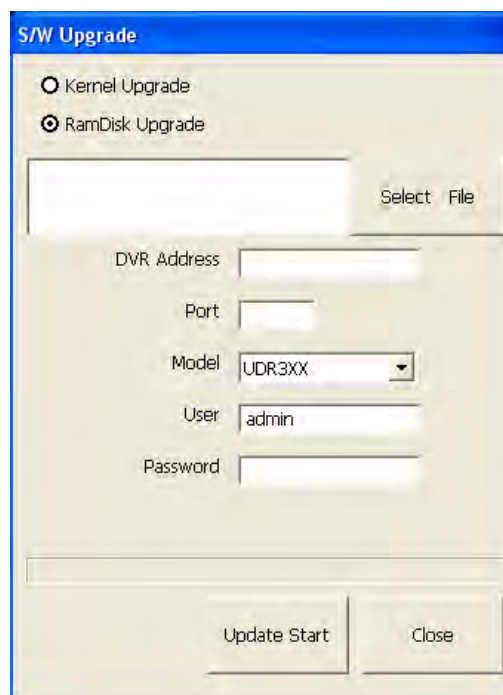 S/W Upgrade
Kernel Upgrade
RamDisk Upgrade
Select File
DVR Address
Port
Model UDR3XX
User admin
Password
Update Start Close